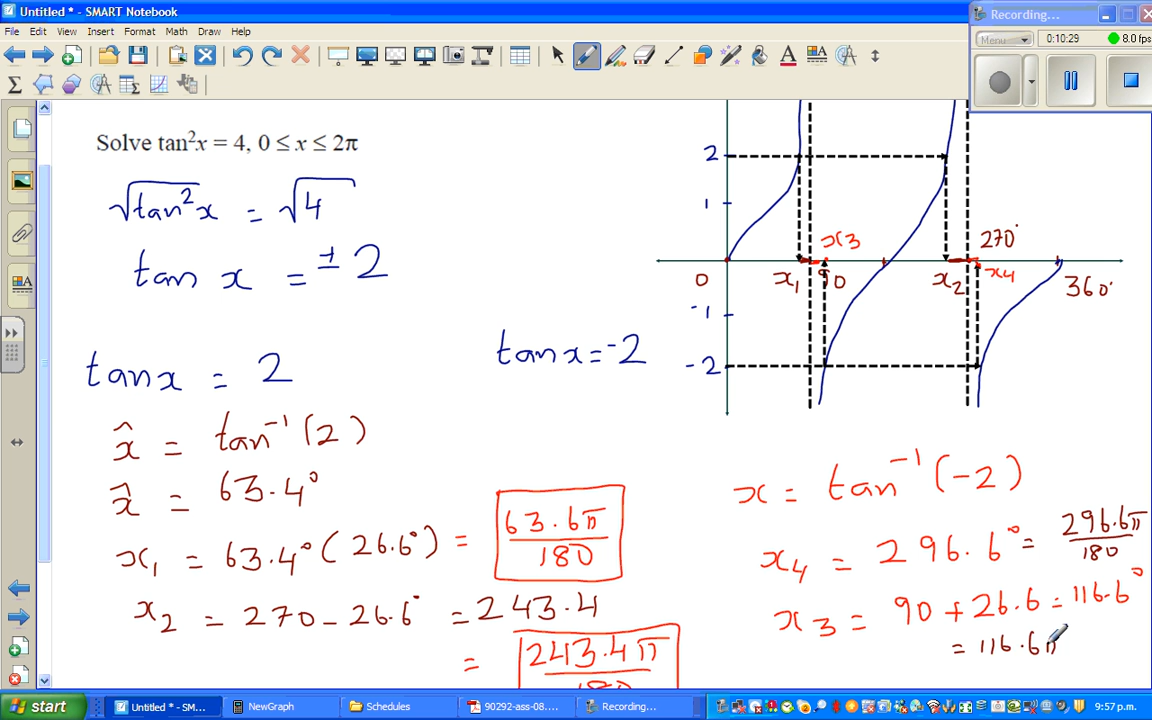 Untitled * - SMART Notebook
Recording...
File Edit View Insert Format Math Draw Help
Menu
0:10:29
8.0 fps
Solve tan²x = 4, 0 ≤ x ≤ 2π
√tan²x = √4
tan x = ± 2
tan x = 2
x̂ = tan⁻¹(2)
x̂ = 63.4°
x₁ = 63.4° (26.6°) = 63.6π/180
x₂ = 270 - 26.6° = 243.4
= 243.4π/180
tan x = -2
2
1
0
-1
-2
x₁
90
x3
x₂
270°
x4
360°
x = tan⁻¹(-2)
x₄ = 296.6° = 296.6π/180
x₃ = 90 + 26.6 = 116.6°
= 116.6π
start
Untitled * - SM...
NewGraph
Schedules
90292-ass-08...
Recording...
9:57 p.m.